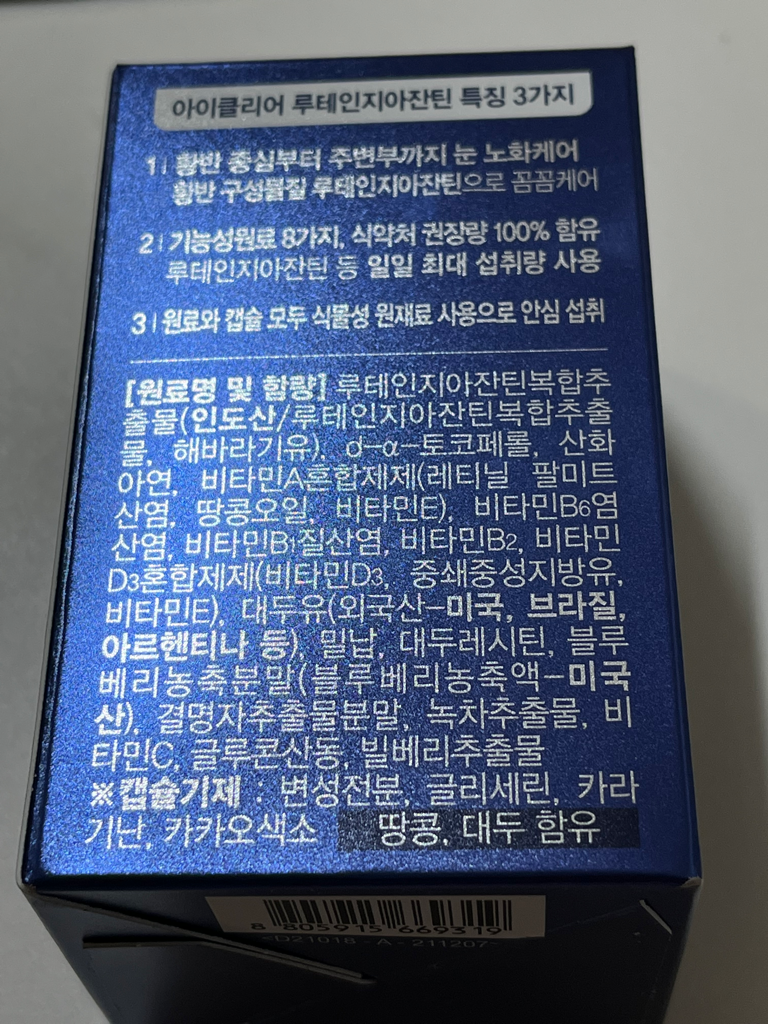 아이클리어 루테인지아잔틴 특징 3가지
1 | 황반 중심부터 주변부까지 눈 노화케어
황반 구성물질 루테인지아잔틴으로 꼼꼼케어
2 | 기능성원료 8가지, 식약처 권장량 100% 함유
루테인지아잔틴 등 일일 최대 섭취량 사용
3 | 원료와 캡슐 모두 식물성 원재료 사용으로 안심 섭취
[원료명 및 함량] 루테인지아잔틴복합추
출물(인도산/루테인지아잔틴복합추출
물, 해바라기유), d-α-토코페롤, 산화
아연, 비타민A혼합제제(레티닐 팔미트
산염, 땅콩오일, 비타민E), 비타민B6염
산염, 비타민B1질산염, 비타민B2, 비타민
D3혼합제제(비타민D3, 중쇄중성지방유,
비타민E), 대두유(외국산-미국, 브라질,
아르헨티나 등), 밀납, 대두레시틴, 블루
베리농축분말(블루베리농축액-미국
산), 결명자추출물분말, 녹차추출물, 비
타민C, 글루콘산동, 빌베리추출물
※캡슐기제 : 변성전분, 글리세린, 카라
기난, 카카오색소 땅콩, 대두 함유
8 805915 669319
<D21018-A-211207>